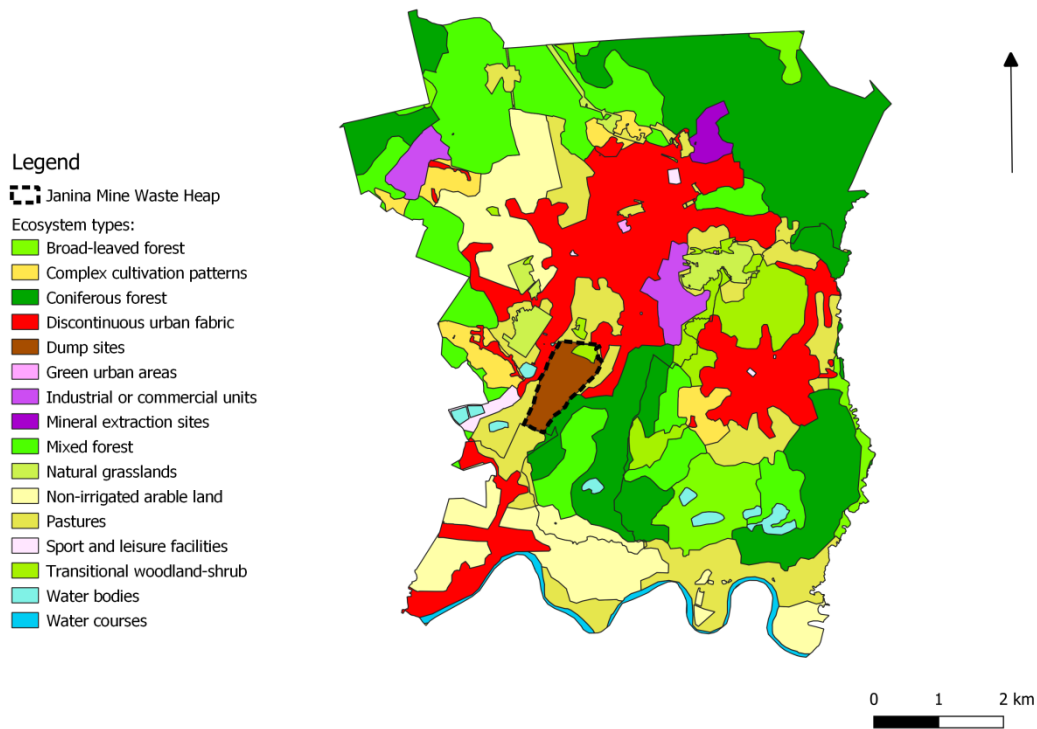 Legend
Janina Mine Waste Heap
Ecosystem types:
Broad-leaved forest
Complex cultivation patterns
Coniferous forest
Discontinuous urban fabric
Dump sites
Green urban areas
Industrial or commercial units
Mineral extraction sites
Mixed forest
Natural grasslands
Non-irrigated arable land
Pastures
Sport and leisure facilities
Transitional woodland-shrub
Water bodies
Water courses
0 1 2 km